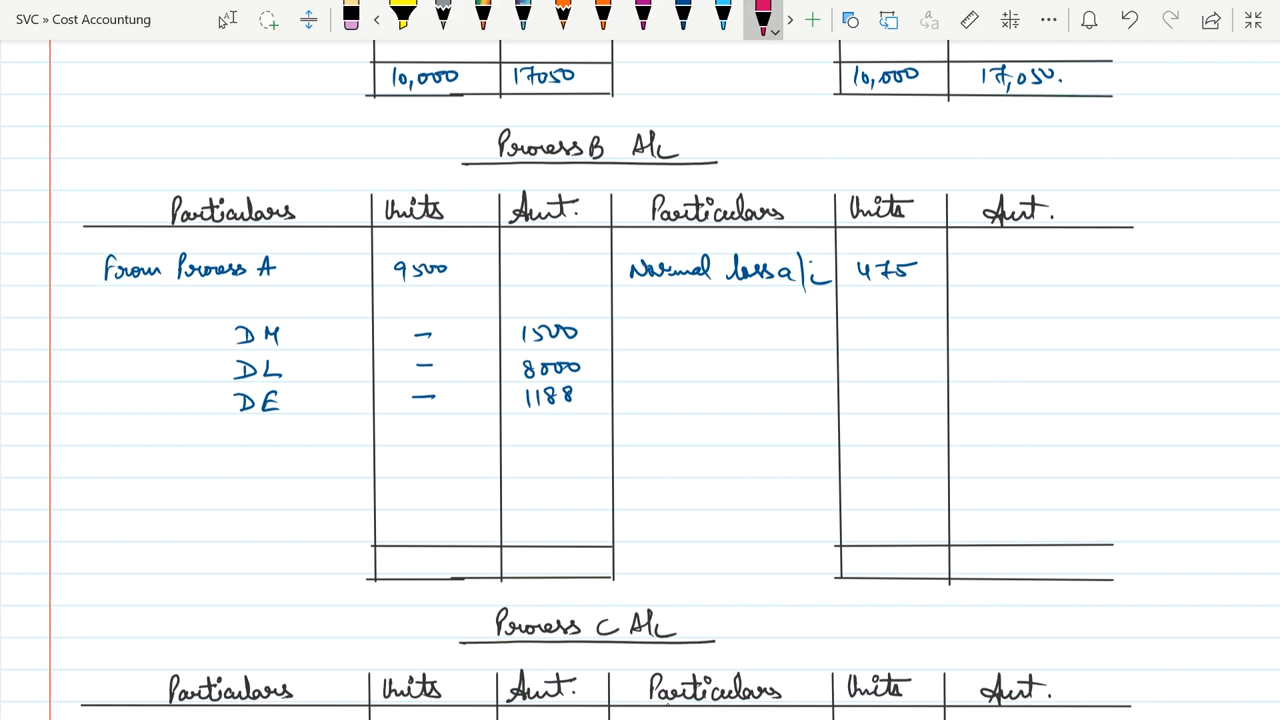 SVC » Cost Accountung
10,000 17050 10,000 17,050.
Process B A/c
Particulars Units Amt. Particulars Units Amt.
From Process A 9500 Normal loss a/c 475
DM - 1500
DL - 8000
DE - 1188
Process C A/c
Particulars Units Amt. Particulars Units Amt.